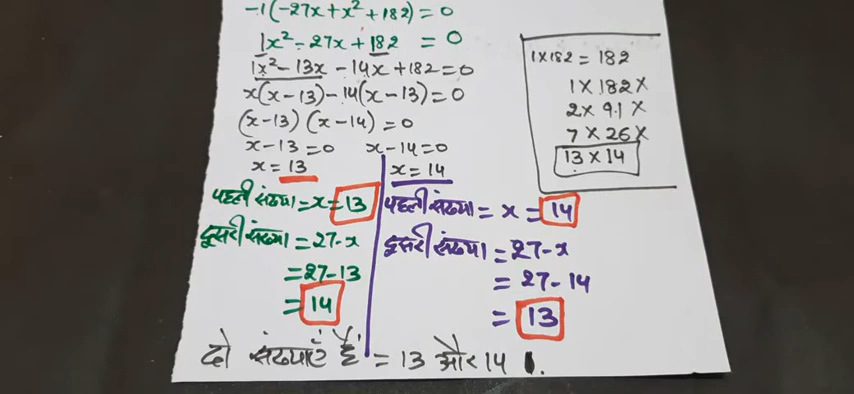 -1(-27x+x²+182)=0
1x²-27x+182 = 0
1x²-13x-14x+182=0
x(x-13)-14(x-13)=0
(x-13)(x-14)=0
x-13=0 x-14=0
x=13 x=14
पहली संख्या=x=13
दूसरी संख्या=27-x
=27-13
=14
पहली संख्या=x=14
दूसरी संख्या=27-x
=27-14
=13
दो संख्याएँ हैं = 13 और 14
1×182=182
1×182×
2×91×
7×26×
13×14